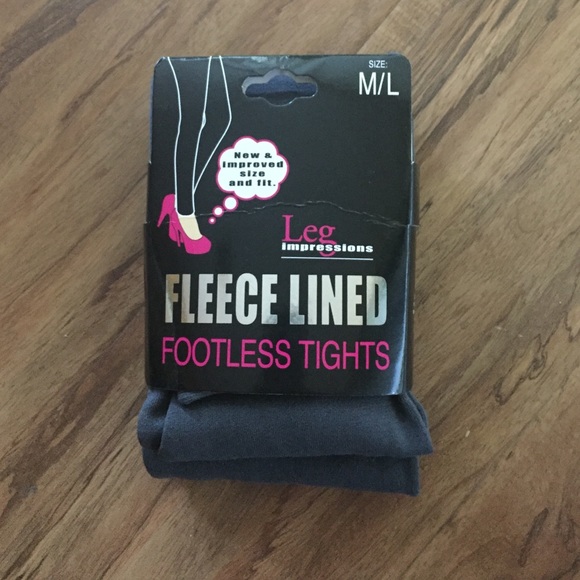 SIZE:
M/L
New &
improved
size
and fit.
Leg
impressions
FLEECE LINED
FOOTLESS TIGHTS